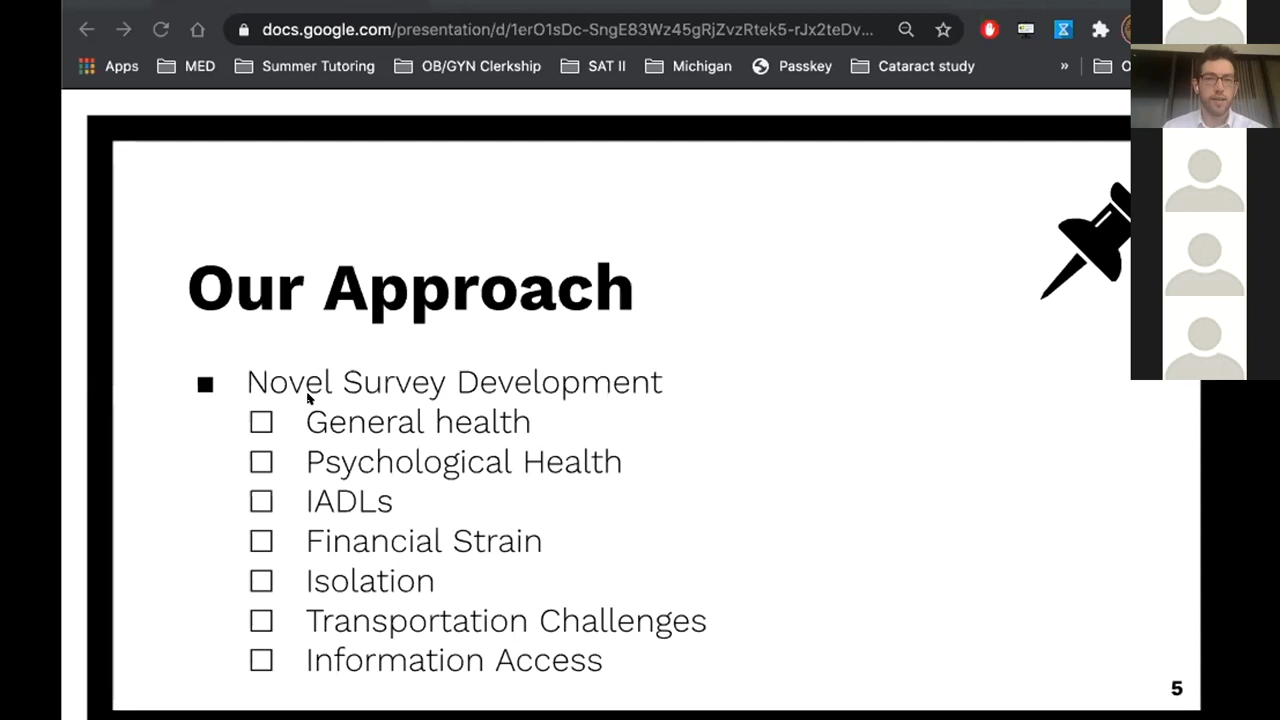 docs.google.com/presentation/d/1erO1sDc-SngE83Wz45gRjZvzRtek5-rJx2teDv...
Apps MED Summer Tutoring OB/GYN Clerkship SAT II Michigan Passkey Cataract study » O
Our Approach
Novel Survey Development
General health
Psychological Health
IADLs
Financial Strain
Isolation
Transportation Challenges
Information Access
5